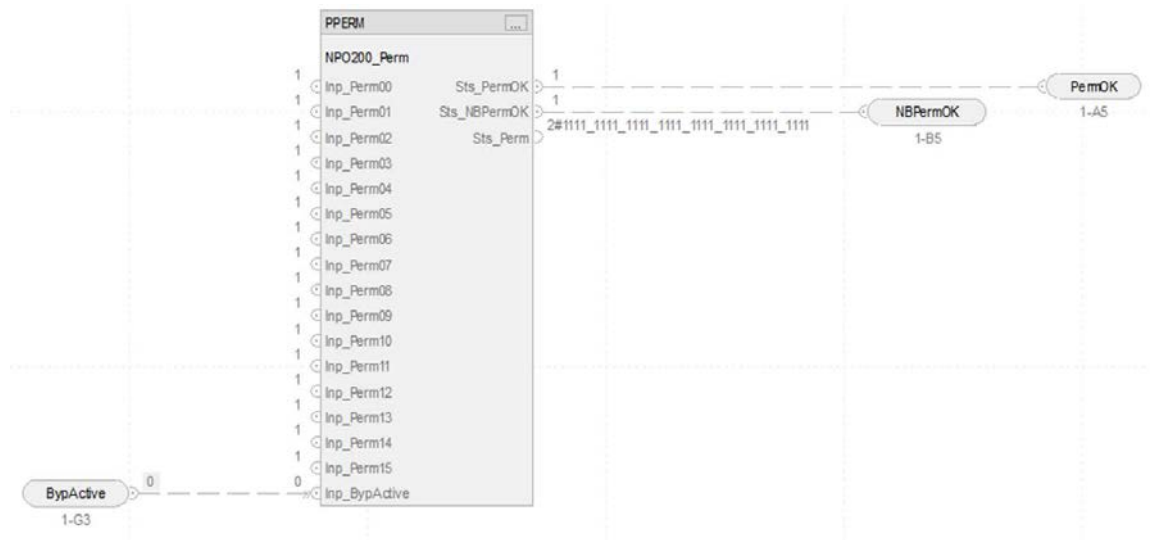 PPERM ...
NPO200_Perm
1 Inp_Perm00 Sts_PermOK 1 PermOK
1 Inp_Perm01 Sts_NBPermOK 1 NBPermOK 1-A5
1 Inp_Perm02 Sts_Perm 2#1111_1111_1111_1111_1111_1111_1111_1111 1-B5
1 Inp_Perm03
1 Inp_Perm04
1 Inp_Perm05
1 Inp_Perm06
1 Inp_Perm07
1 Inp_Perm08
1 Inp_Perm09
1 Inp_Perm10
1 Inp_Perm11
1 Inp_Perm12
1 Inp_Perm13
1 Inp_Perm14
1 Inp_Perm15
BypActive 0 0 Inp_BypActive
1-G3